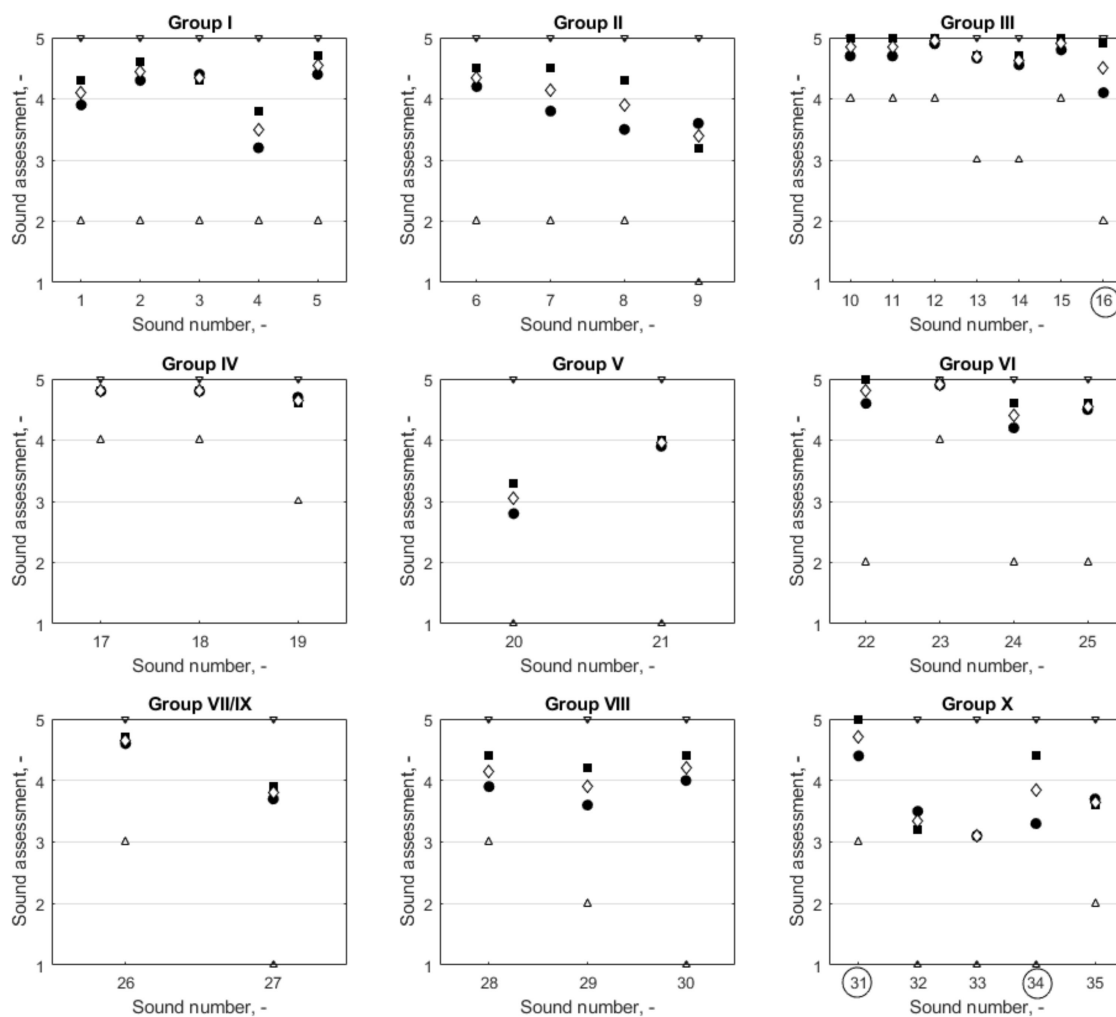 Group I
5
4
3
2
1
Sound assessment, -
1 2 3 4 5
Sound number, -
Group II
5
4
3
2
1
Sound assessment, -
6 7 8 9
Sound number, -
Group III
5
4
3
2
1
Sound assessment, -
10 11 12 13 14 15 16
Sound number, -
Group IV
5
4
3
2
1
Sound assessment, -
17 18 19
Sound number, -
Group V
5
4
3
2
1
Sound assessment, -
20 21
Sound number, -
Group VI
5
4
3
2
1
Sound assessment, -
22 23 24 25
Sound number, -
Group VII/IX
5
4
3
2
1
Sound assessment, -
26 27
Sound number, -
Group VIII
5
4
3
2
1
Sound assessment, -
28 29 30
Sound number, -
Group X
5
4
3
2
1
Sound assessment, -
31 32 33 34 35
Sound number, -